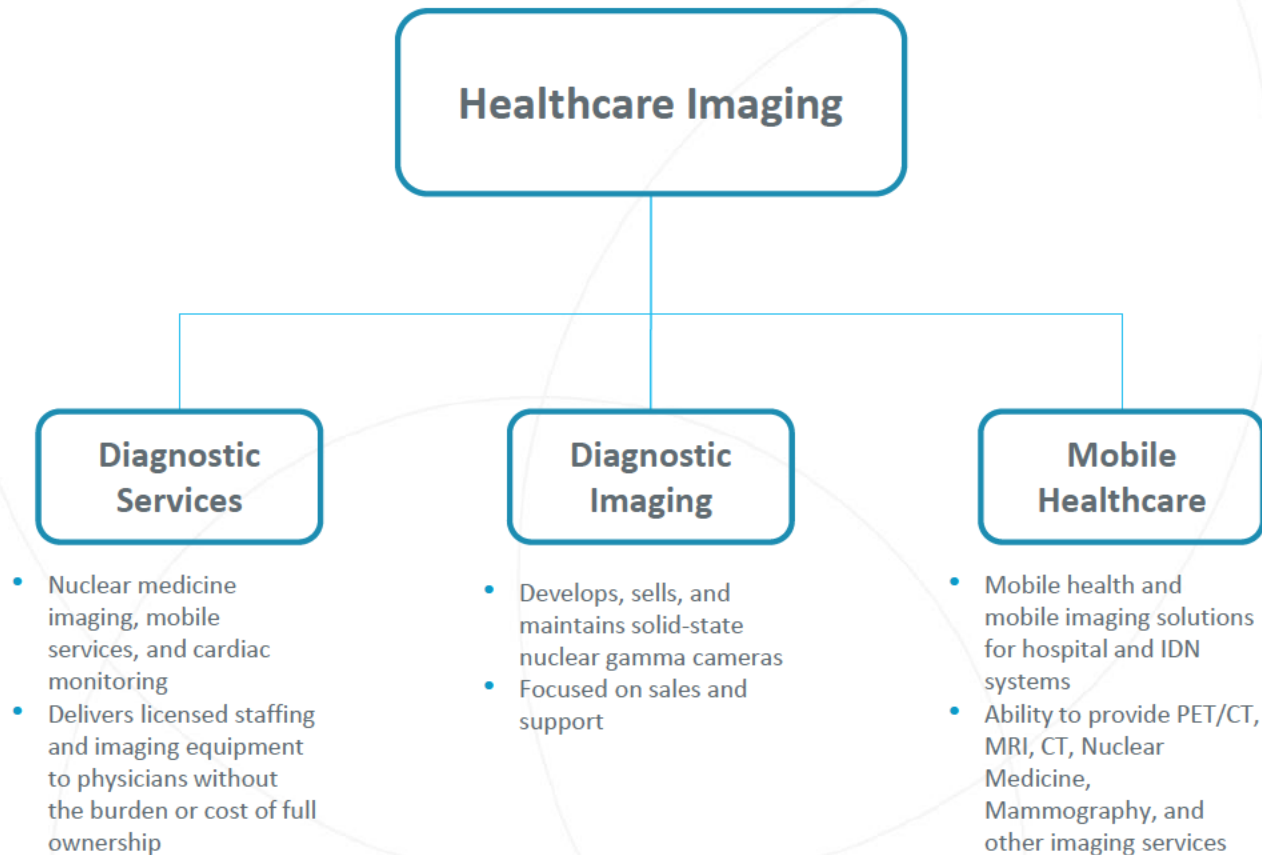 Healthcare Imaging
Diagnostic
Services
• Nuclear medicine
imaging, mobile
services, and cardiac
monitoring
• Delivers licensed staffing
and imaging equipment
to physicians without
the burden or cost of full
ownership
Diagnostic
Imaging
• Develops, sells, and
maintains solid-state
nuclear gamma cameras
• Focused on sales and
support
Mobile
Healthcare
• Mobile health and
mobile imaging solutions
for hospital and IDN
systems
• Ability to provide PET/CT,
MRI, CT, Nuclear
Medicine,
Mammography, and
other imaging services